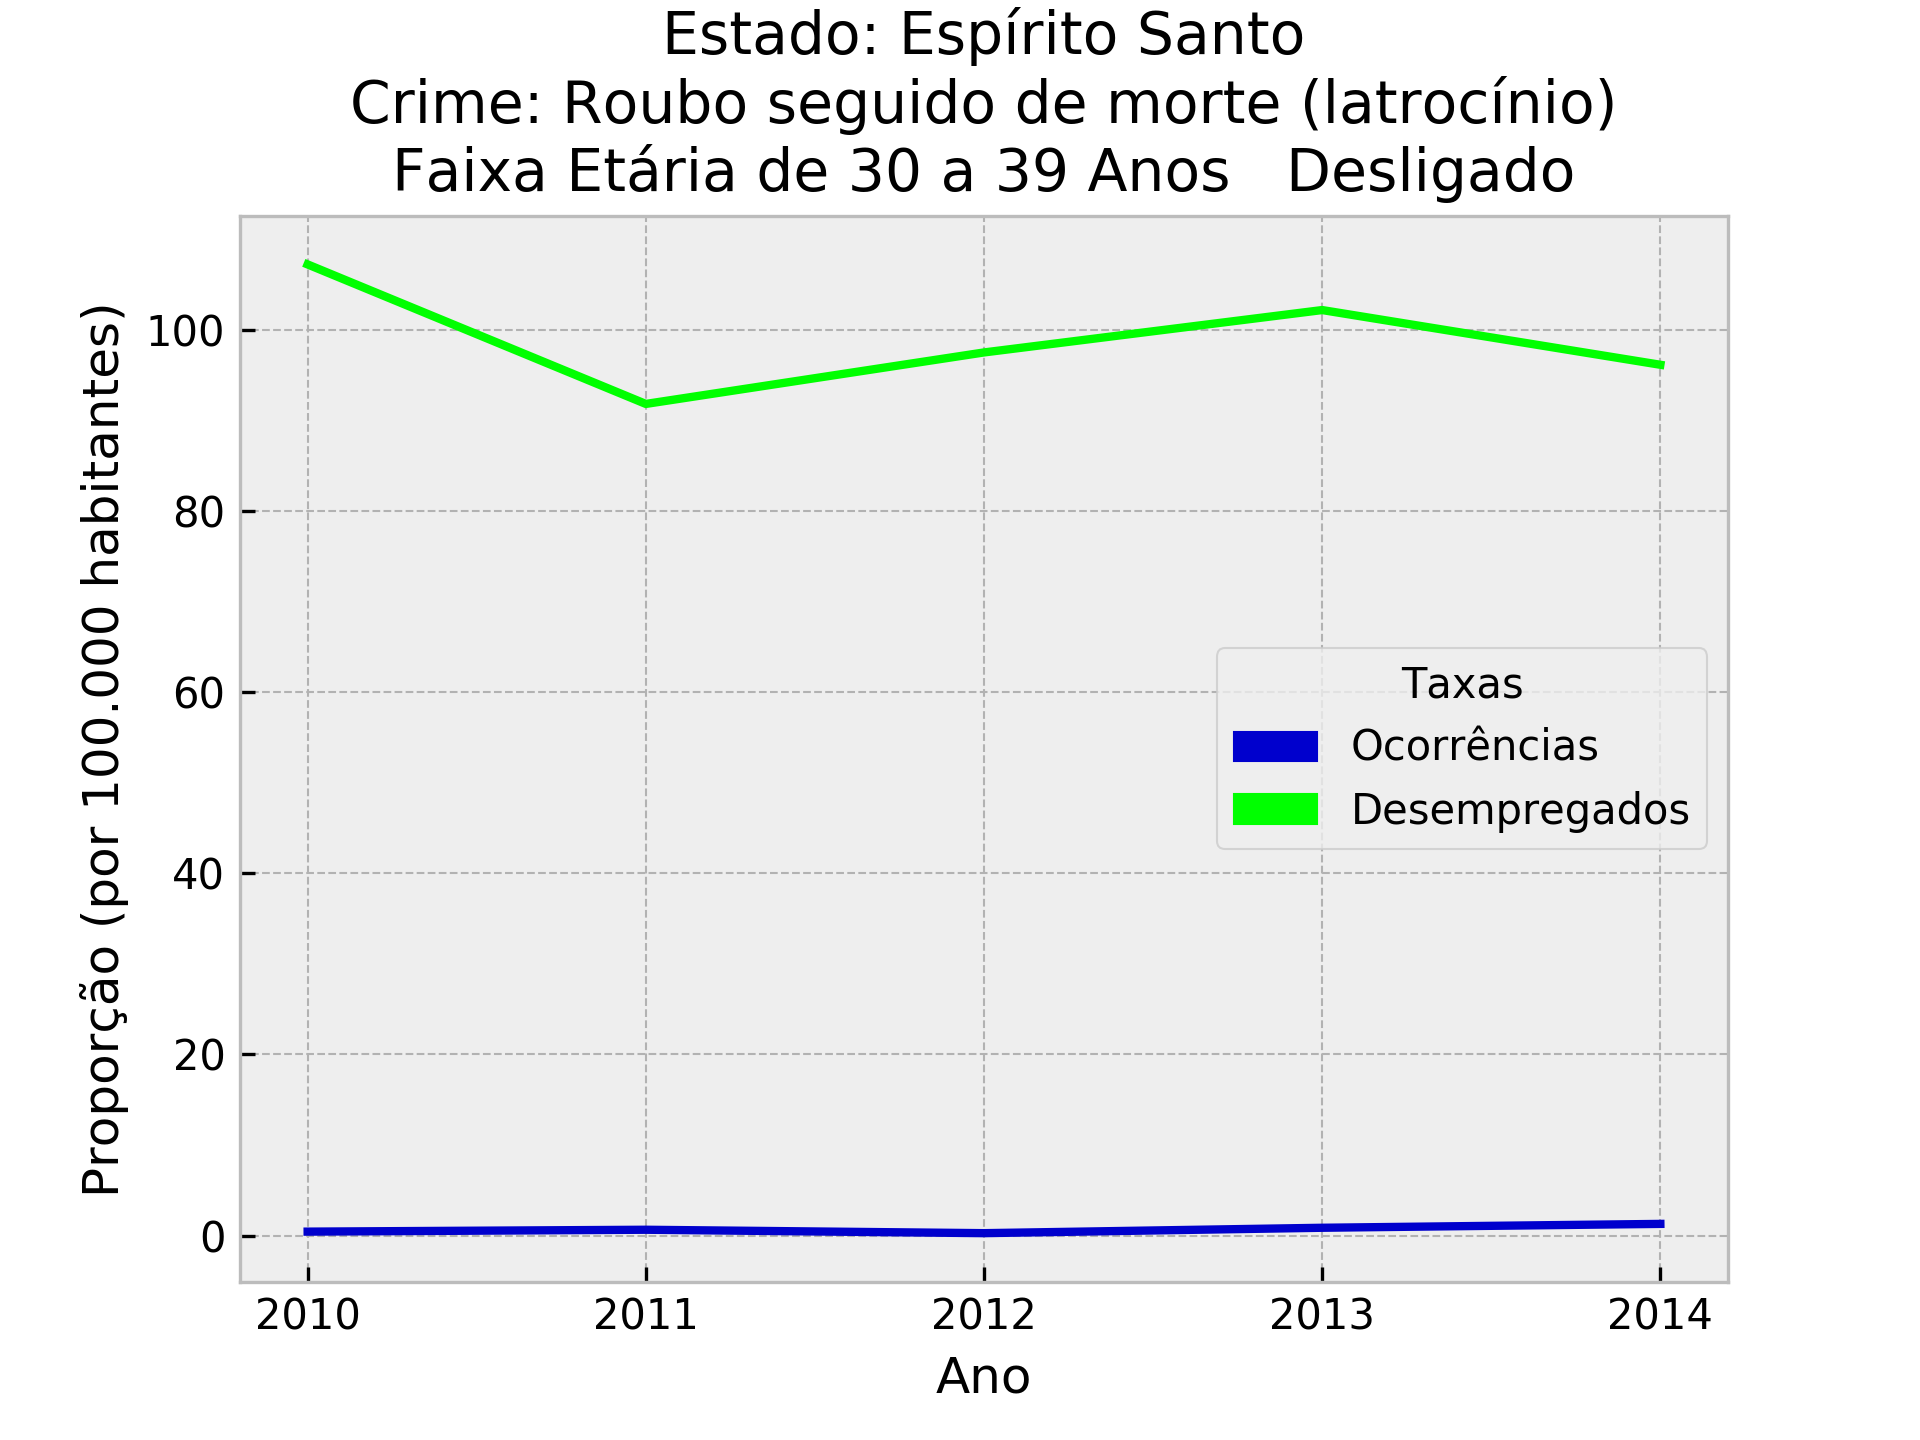 Estado: Espírito Santo
Crime: Roubo seguido de morte (latrocínio)
Faixa Etária de 30 a 39 Anos   Desligado
Proporção (por 100.000 habitantes)
100
80
60
40
20
0
Taxas
Ocorrências
Desempregados
2010 2011 2012 2013 2014
Ano